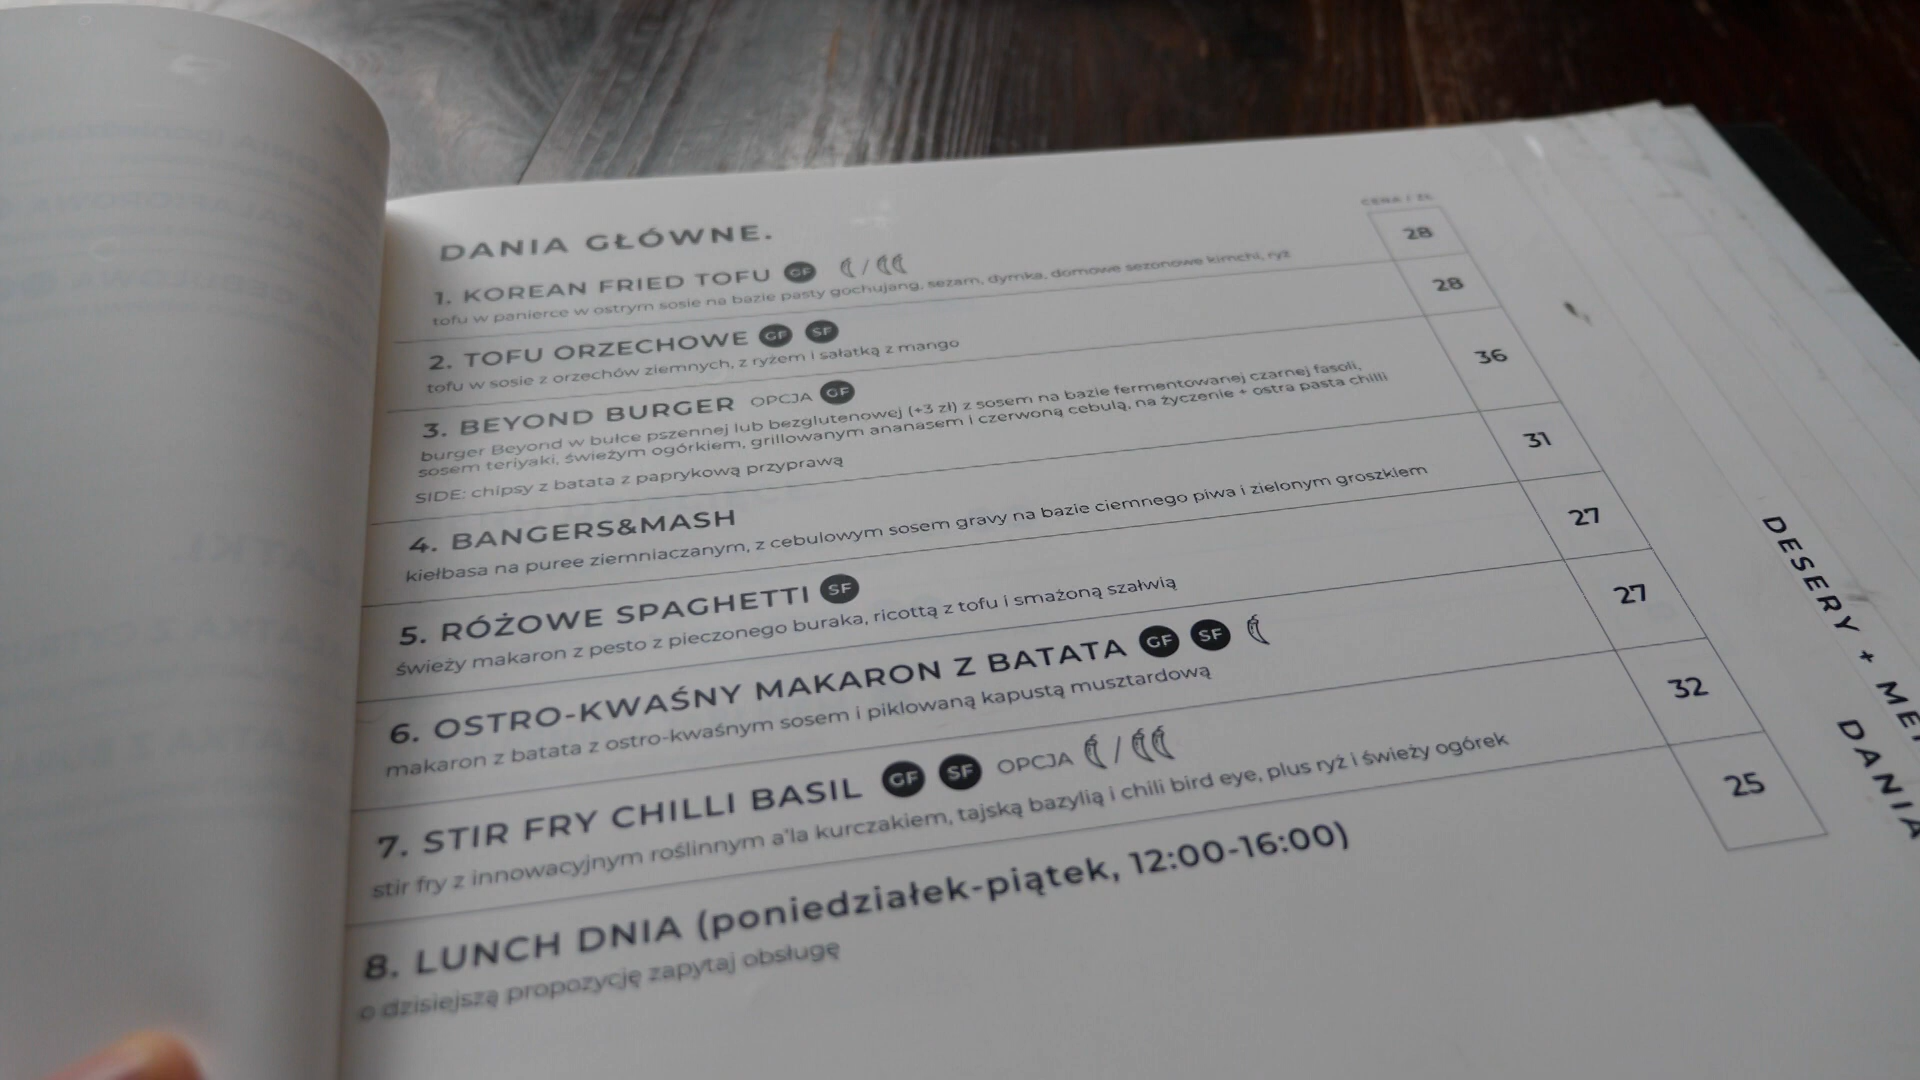 DANIA GŁÓWNE.
CENA / ZŁ
1. KOREAN FRIED TOFU GF
28
tofu w panierce w ostrym sosie na bazie pasty gochujang, sezam, dymka, domowe sezonowe kimchi, ryż
2. TOFU ORZECHOWE GF SF
28
tofu w sosie z orzechów ziemnych, z ryżem i sałatką z mango
3. BEYOND BURGER OPCJA GF
36
burger Beyond w bułce pszennej lub bezglutenowej (+3 zł) z sosem na bazie fermentowanej czarnej fasoli,
sosem teriyaki, świeżym ogórkiem, grillowanym ananasem i czerwoną cebulą, na życzenie + ostra pasta chilli
SIDE: chipsy z batata z paprykową przyprawą
4. BANGERS&MASH
31
kiełbasa na puree ziemniaczanym, z cebulowym sosem gravy na bazie ciemnego piwa i zielonym groszkiem
5. RÓŻOWE SPAGHETTI SF
27
świeży makaron z pesto z pieczonego buraka, ricottą z tofu i smażoną szałwią
6. OSTRO-KWAŚNY MAKARON Z BATATA GF SF
27
makaron z batata z ostro-kwaśnym sosem i piklowaną kapustą musztardową
7. STIR FRY CHILLI BASIL GF SF OPCJA /
32
stir fry z innowacyjnym roślinnym a'la kurczakiem, tajską bazylią i chili bird eye, plus ryż i świeży ogórek
8. LUNCH DNIA (poniedziałek-piątek, 12:00-16:00)
25
o dzisiejszą propozycję zapytaj obsługę
DESERY +
DANIA